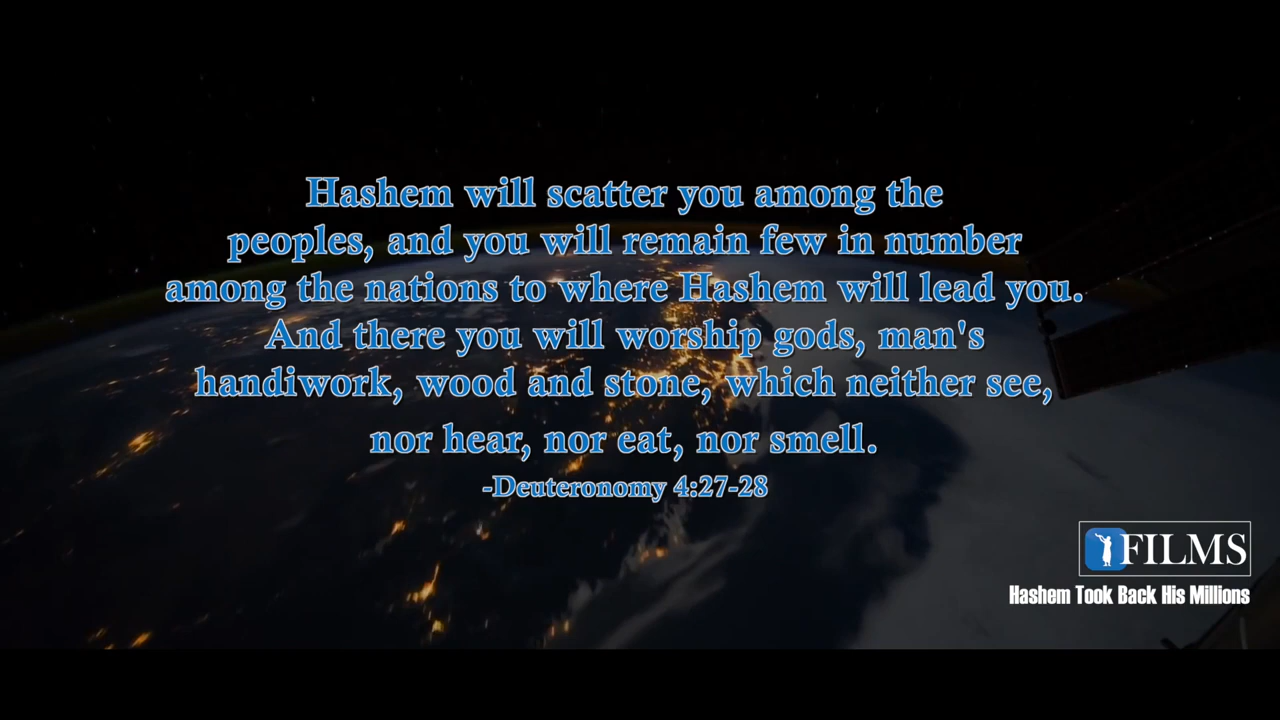 Hashem will scatter you among the
peoples, and you will remain few in number
among the nations to where Hashem will lead you.
And there you will worship gods, man's
handiwork, wood and stone, which neither see,
nor hear, nor eat, nor smell.
-Deuteronomy 4:27-28
FILMS
Hashem Took Back His Millions